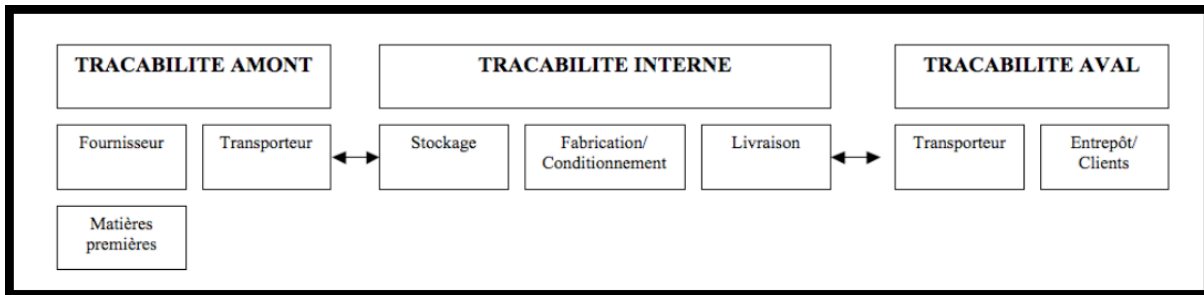 TRACABILITE AMONT
TRACABILITE INTERNE
TRACABILITE AVAL
Fournisseur
Transporteur
Stockage
Fabrication/
Conditionnement
Livraison
Transporteur
Entrepôt/
Clients
Matières
premières